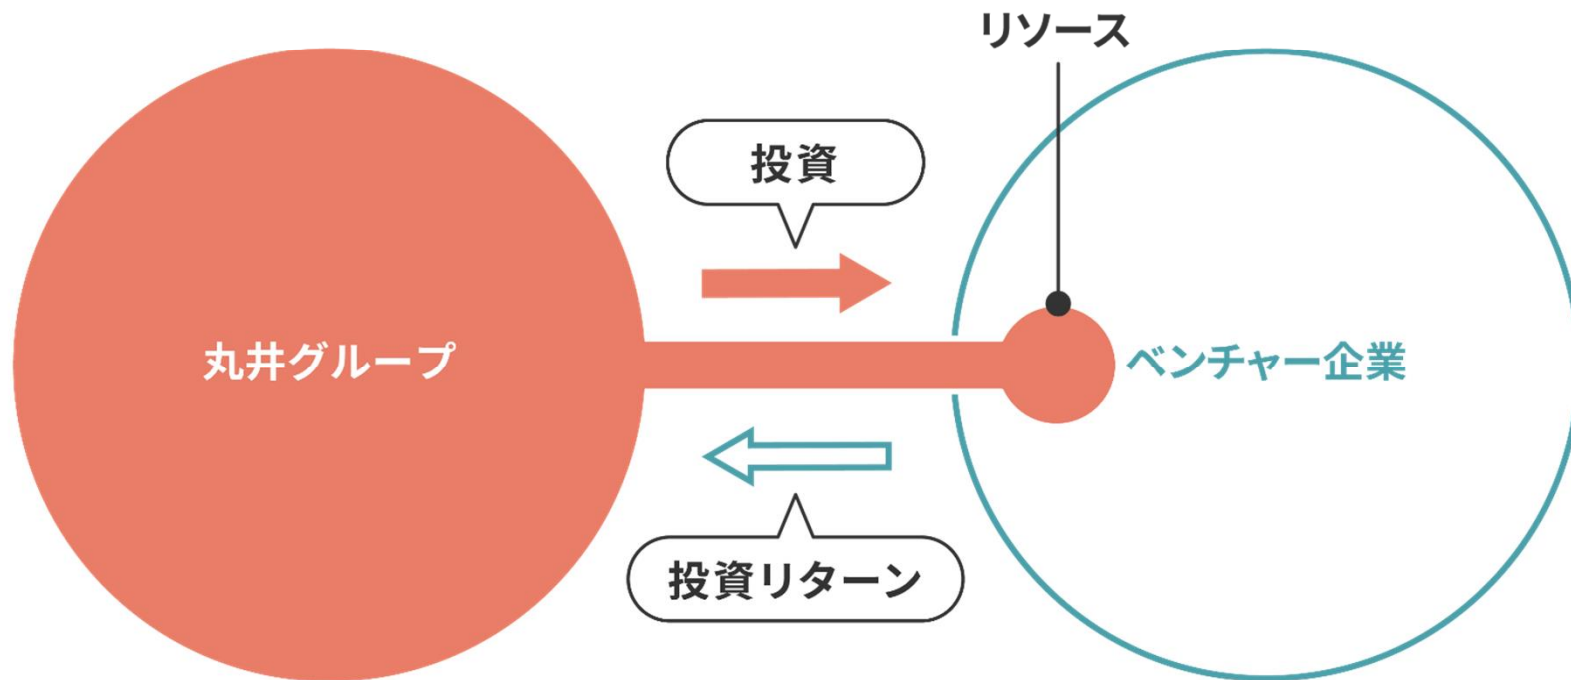 リソース
投資
丸井グループ
ベンチャー企業
投資リターン